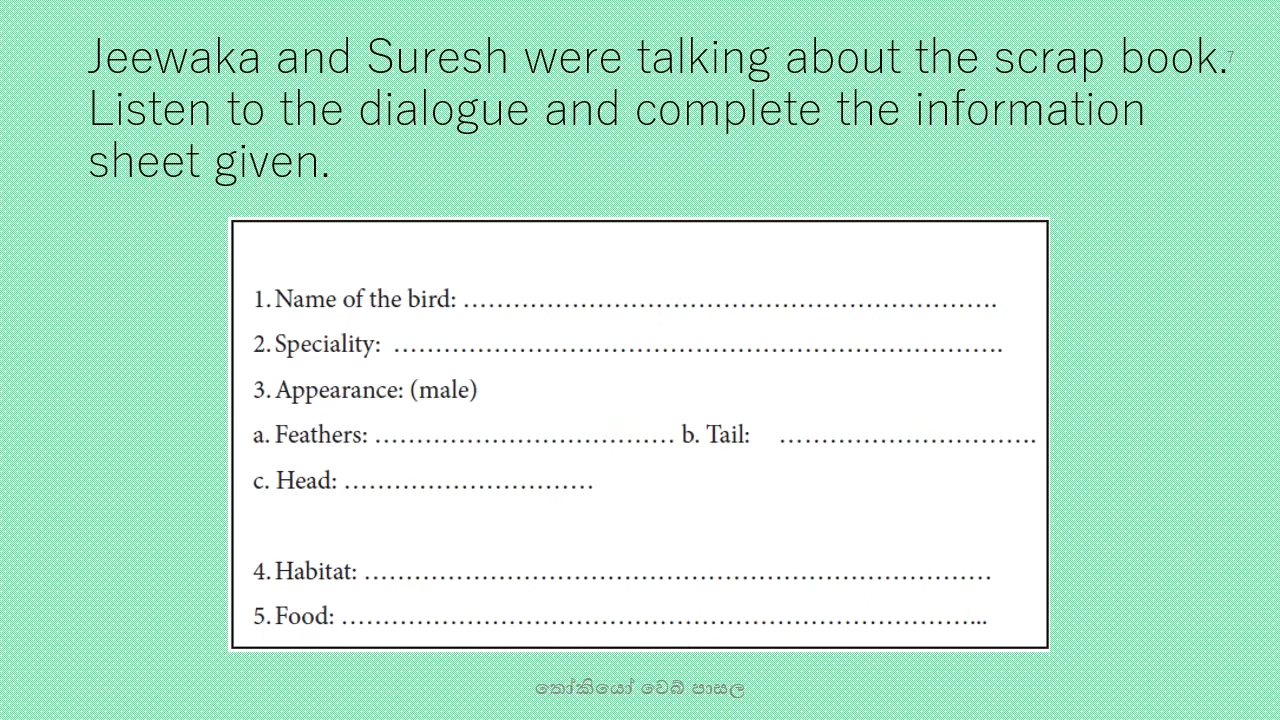 Jeewaka and Suresh were talking about the scrap book.
7
Listen to the dialogue and complete the information
sheet given.
1. Name of the bird: ……………………………………………………….
2. Speciality: ……………………………………………………………….
3. Appearance: (male)
a. Feathers: ……………………………… b. Tail: ………………………….
c. Head: …………………………
4. Habitat: …………………………………………………………………
5. Food: …………………………………………………………………...
තෝකියෝ වෙබ් පාසල